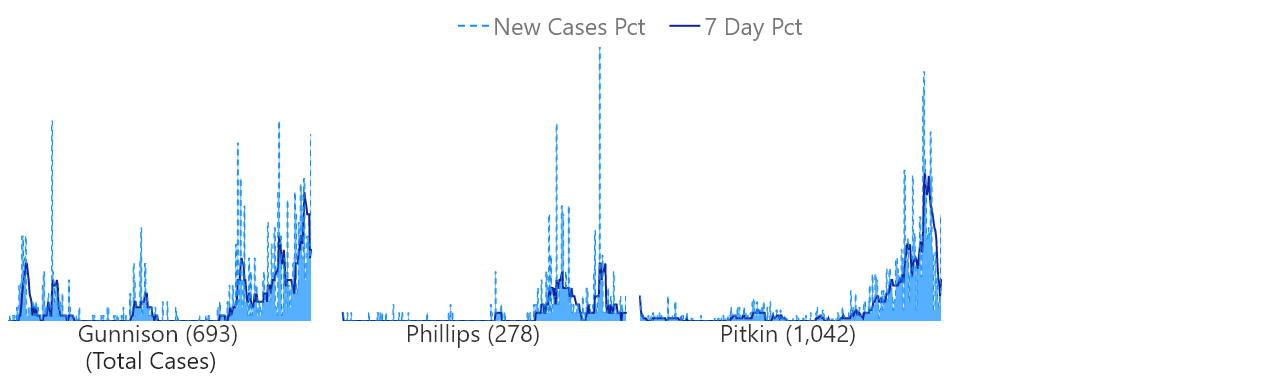 New Cases Pct 7 Day Pct
Gunnison (693) Phillips (278) Pitkin (1,042)
(Total Cases)